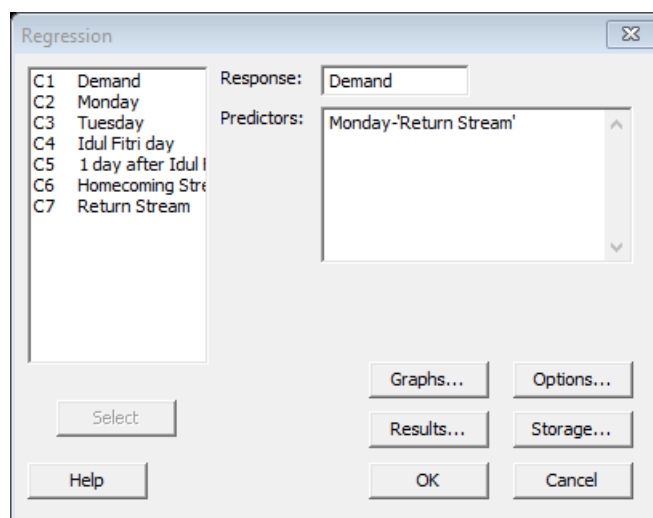 Regression
C1 Demand
C2 Monday
C3 Tuesday
C4 Idul Fitri day
C5 1 day after Idul
C6 Homecoming Stre
C7 Return Stream
Response: Demand
Predictors: Monday-'Return Stream'
Graphs... Options...
Select
Results... Storage...
Help OK Cancel